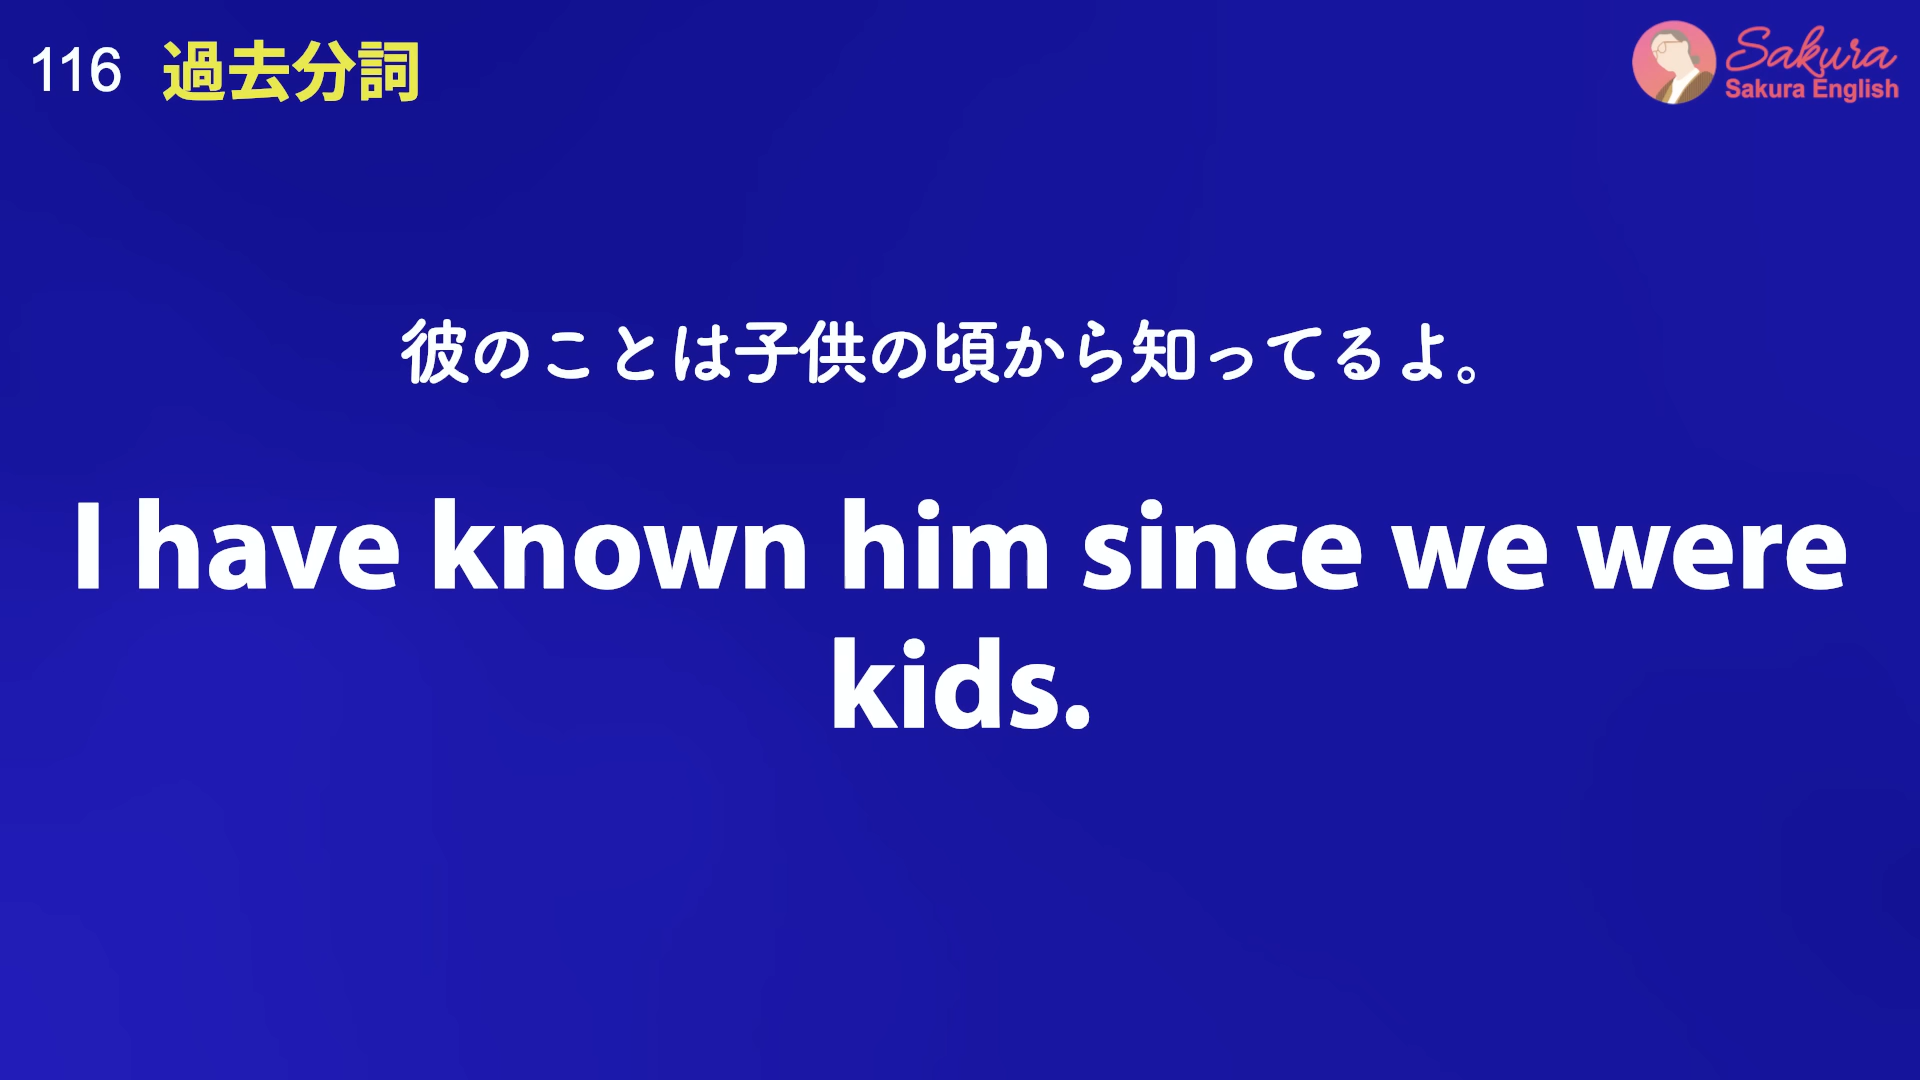 116 過去分詞
Sakura
Sakura English
彼のことは子供の頃から知ってるよ。
I have known him since we were
kids.